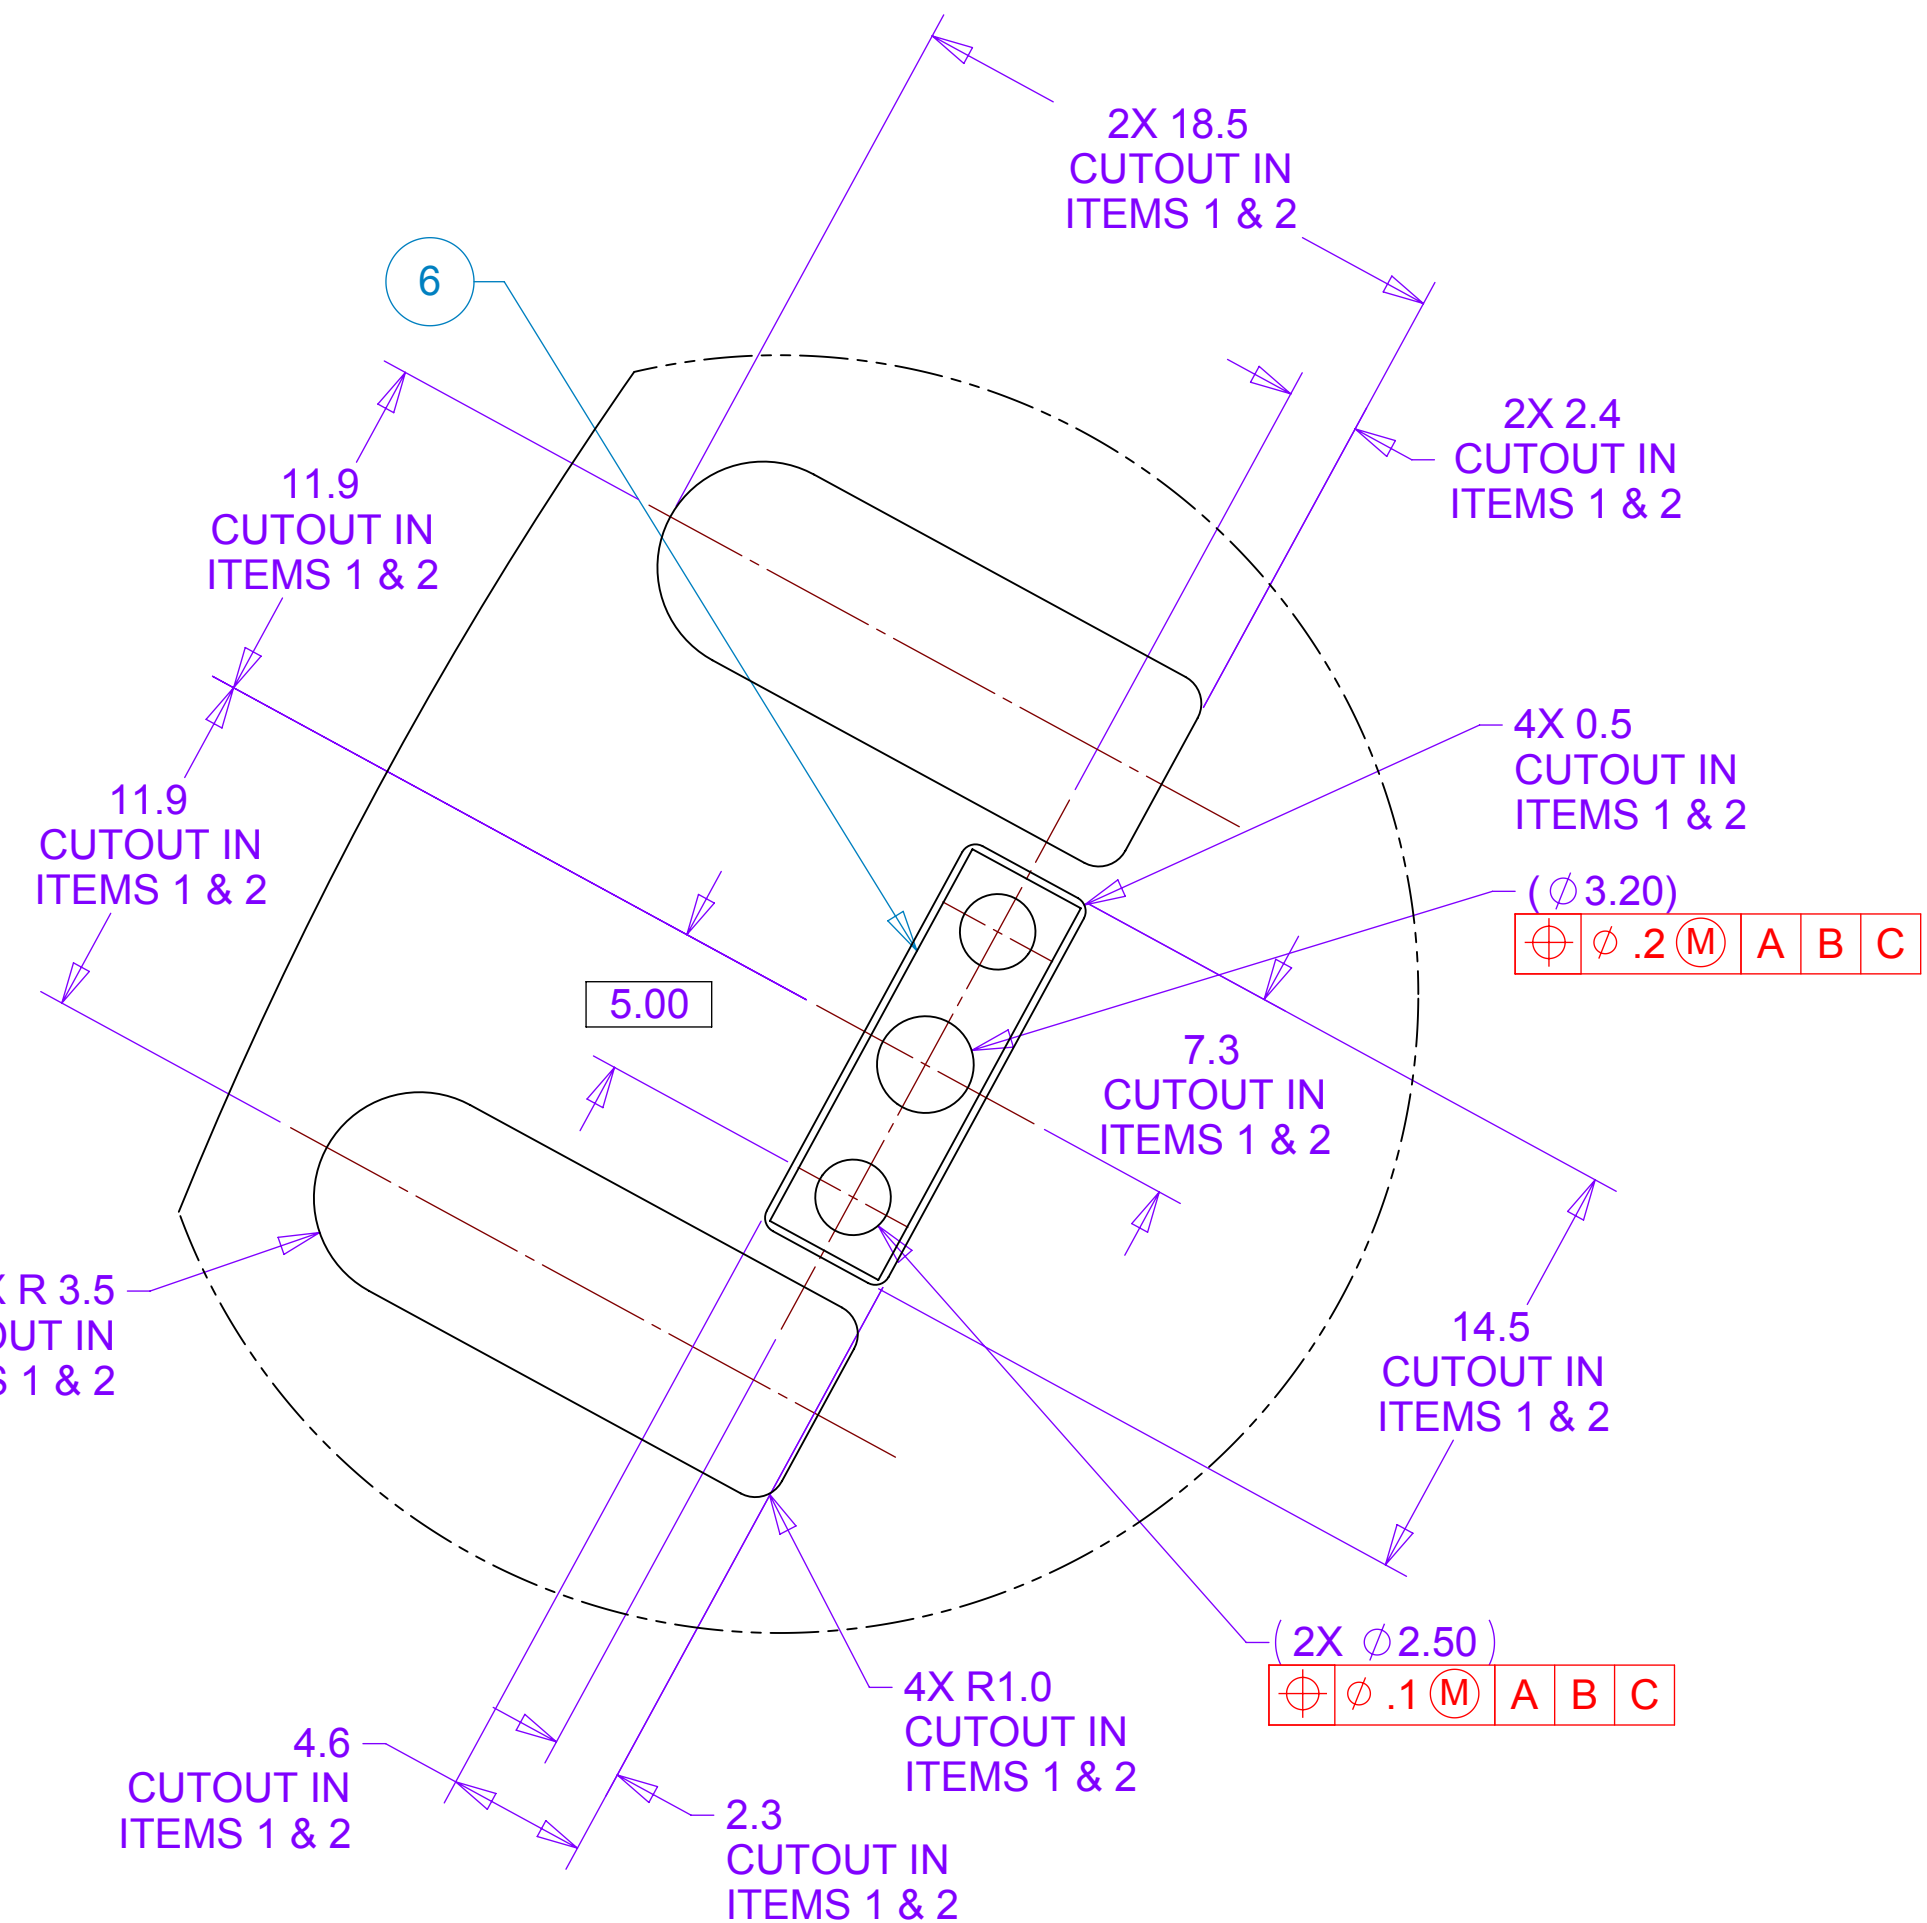 2X 18.5
CUTOUT IN
ITEMS 1 & 2
6
2X 2.4
CUTOUT IN
ITEMS 1 & 2
11.9
CUTOUT IN
ITEMS 1 & 2
4X 0.5
CUTOUT IN
ITEMS 1 & 2
11.9
CUTOUT IN
ITEMS 1 & 2
(∅3.20)
⌖ ∅ .2 Ⓜ A B C
5.00
7.3
CUTOUT IN
ITEMS 1 & 2
R 3.5
IN
1 & 2
14.5
CUTOUT IN
ITEMS 1 & 2
(2X ∅2.50)
⌖ ∅ .1 Ⓜ A B C
4X R1.0
CUTOUT IN
ITEMS 1 & 2
4.6
CUTOUT IN
ITEMS 1 & 2
2.3
CUTOUT IN
ITEMS 1 & 2